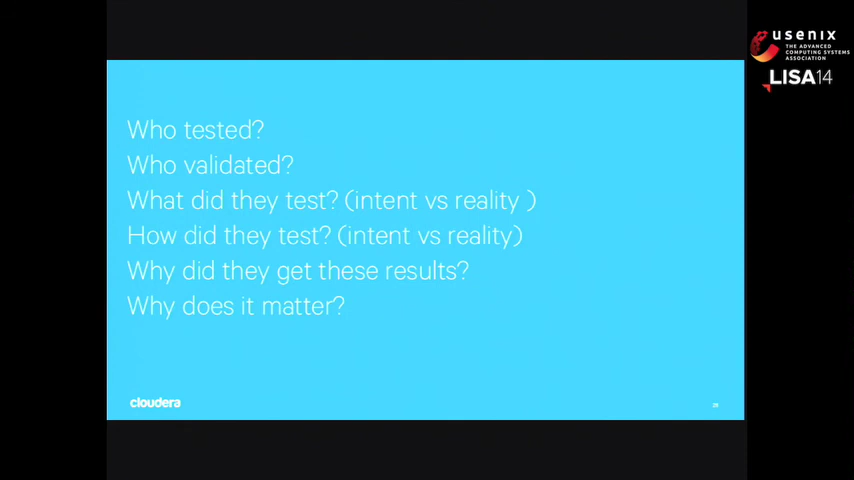 usenix
THE ADVANCED
COMPUTING SYSTEMS
ASSOCIATION
LISA14
Who tested?
Who validated?
What did they test? (intent vs reality )
How did they test? (intent vs reality)
Why did they get these results?
Why does it matter?
cloudera